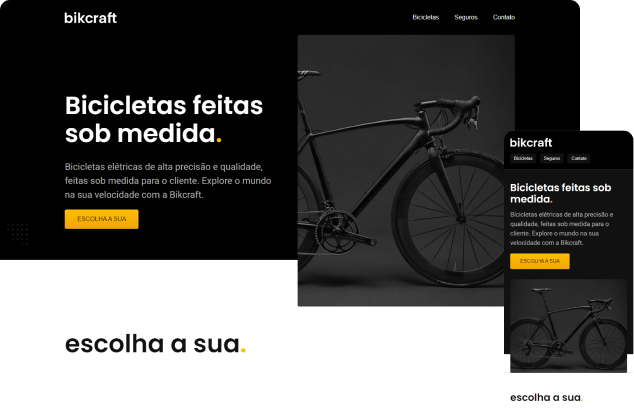 bikcraft
Bicicletas
Seguros
Contato
Bicicletas feitas
sob medida.
Bicicletas elétricas de alta precisão e qualidade,
feitas sob medida para o cliente. Explore o mundo
na sua velocidade com a Bikcraft.
ESCOLHA A SUA
escolha a sua.
bikcraft
Bicicletas
Seguros
Contato
Bicicletas feitas sob
medida.
Bicicletas elétricas de alta precisão e
qualidade, feitas sob medida para o
cliente. Explore o mundo na sua
velocidade com a Bikcraft.
ESCOLHA A SUA
escolha a sua.